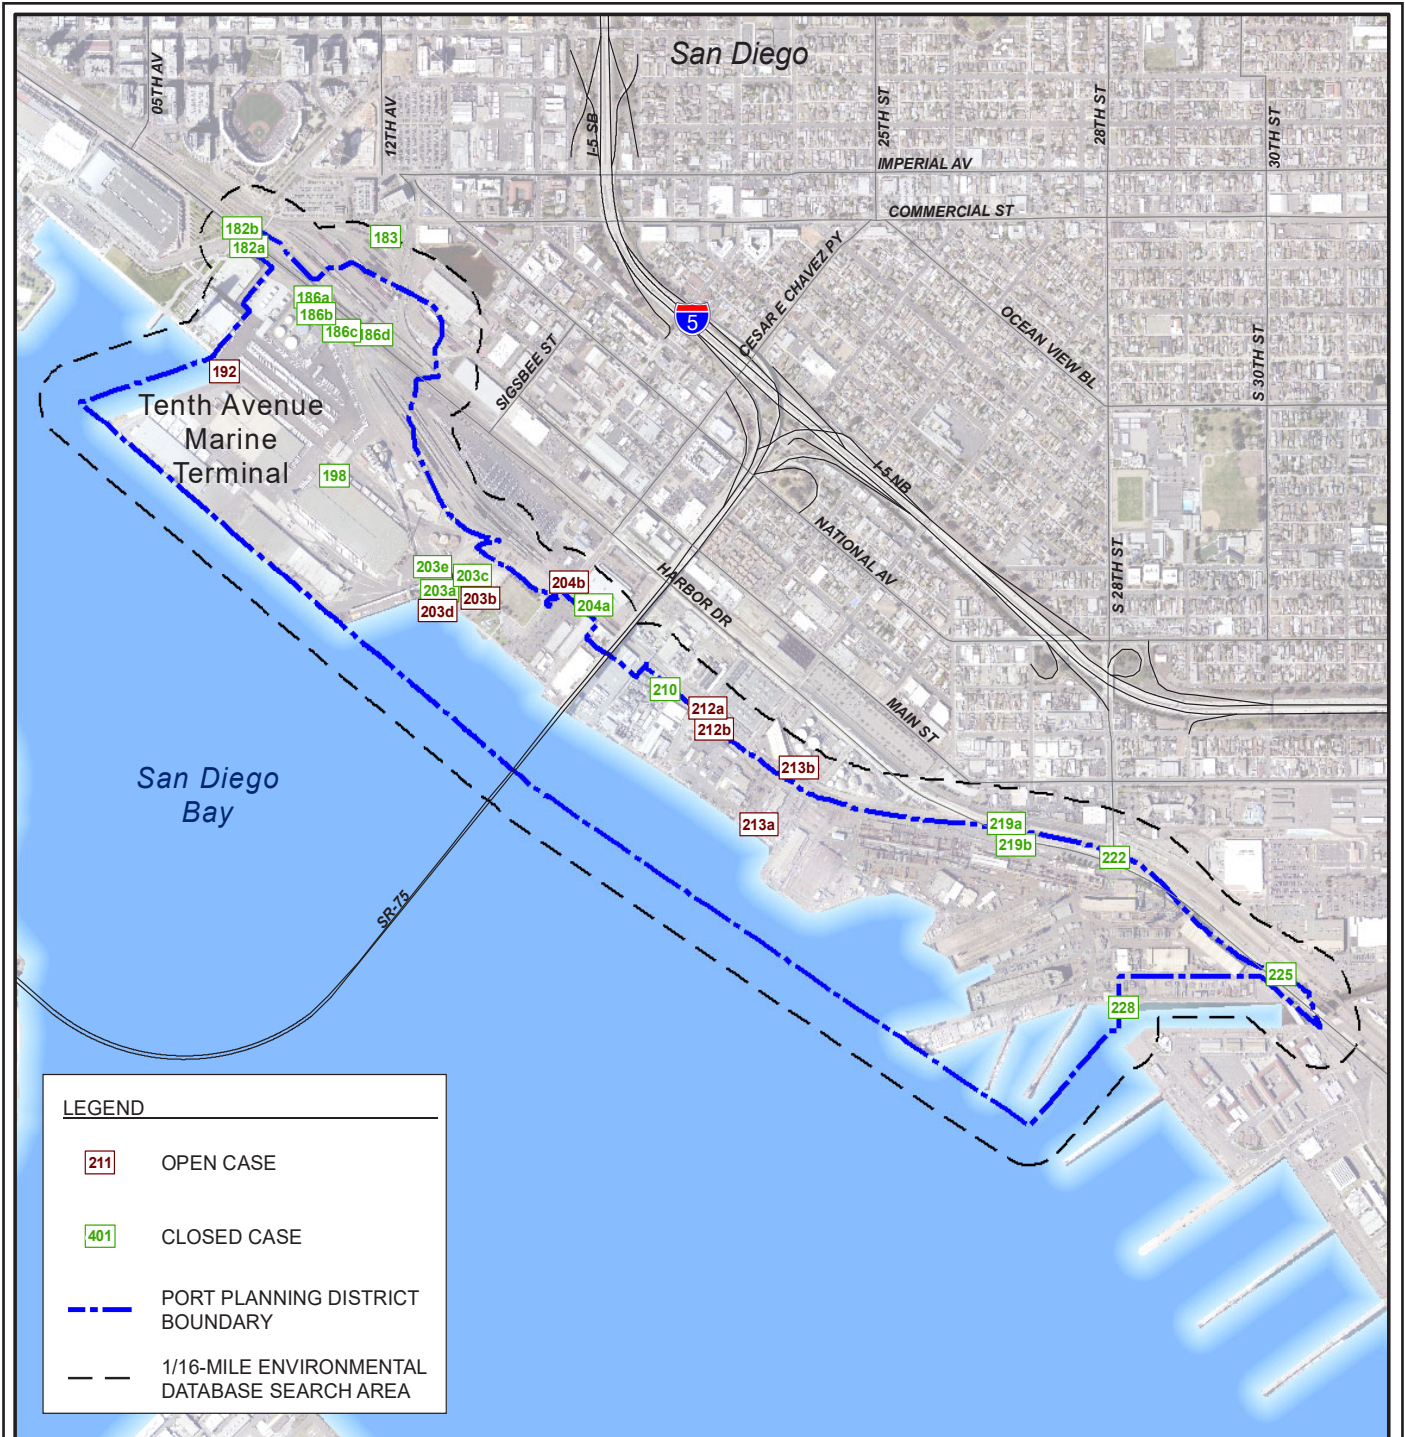 San Diego
05TH AV
12TH AV
I-5 SB
25TH ST
28TH ST
30TH ST
IMPERIAL AV
COMMERCIAL ST
182b
182a
183
186a
186b
186c
186d
5
CESAR E CHAVEZ PY
OCEAN VIEW BL
S 30TH ST
SIGSBEE ST
192
Tenth Avenue
Marine
Terminal
198
I-5 NB
NATIONAL AV
S 28TH ST
HARBOR DR
203e
203c
203a
203b
203d
204b
204a
210
212a
212b
MAIN ST
213b
213a
219a
219b
222
San Diego
Bay
SR-75
225
228
LEGEND
211
OPEN CASE
401
CLOSED CASE
PORT PLANNING DISTRICT
BOUNDARY
1/16-MILE ENVIRONMENTAL
DATABASE SEARCH AREA